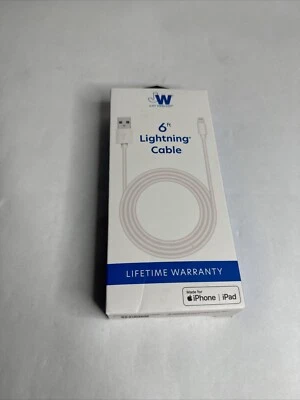 W
6ft
Lightning®
Cable
LIFETIME WARRANTY
Made for
iPhone | iPad